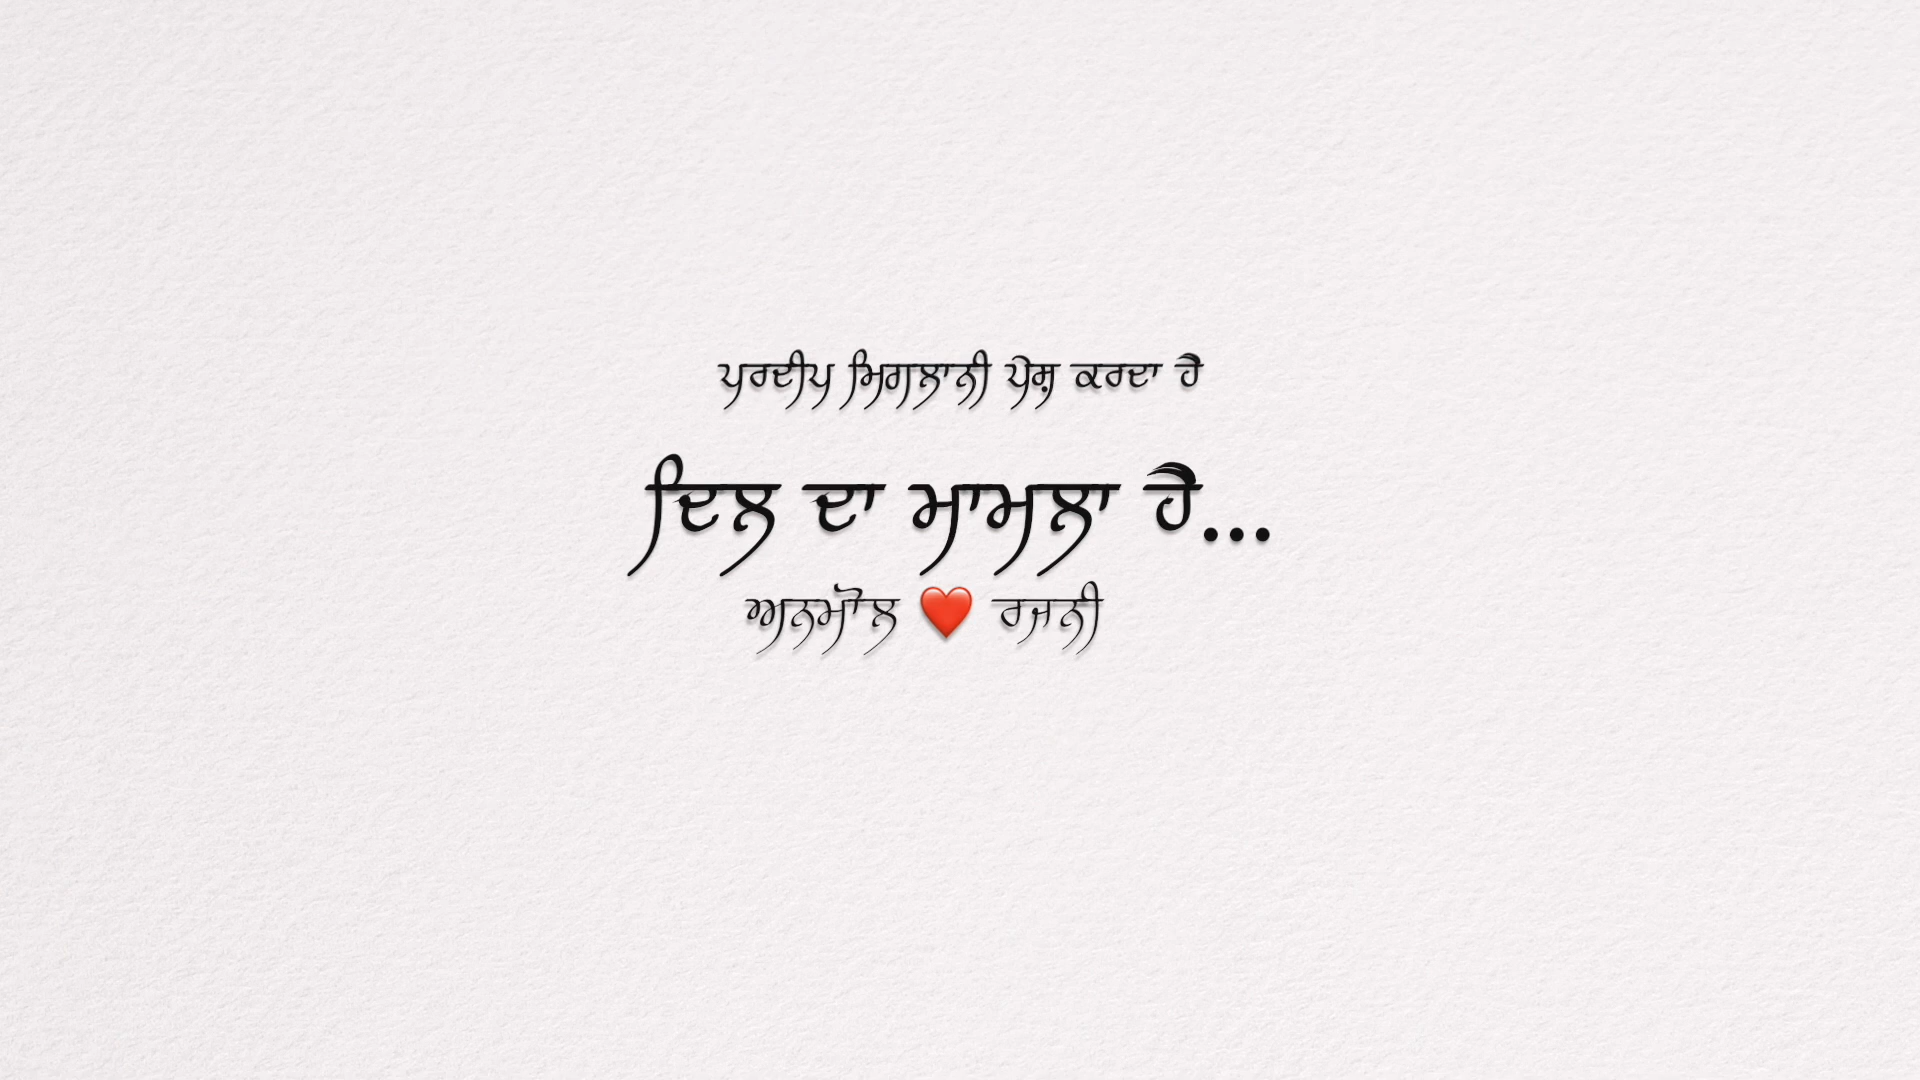 ਪਰਦੀਪ ਮਿਗਲਾਨੀ ਪੇਸ਼ ਕਰਦਾ ਹੈ
ਦਿਲ ਦਾ ਮਾਮਲਾ ਹੈ...
ਅਨਮੋਲ ❤️ ਰਜਨੀ